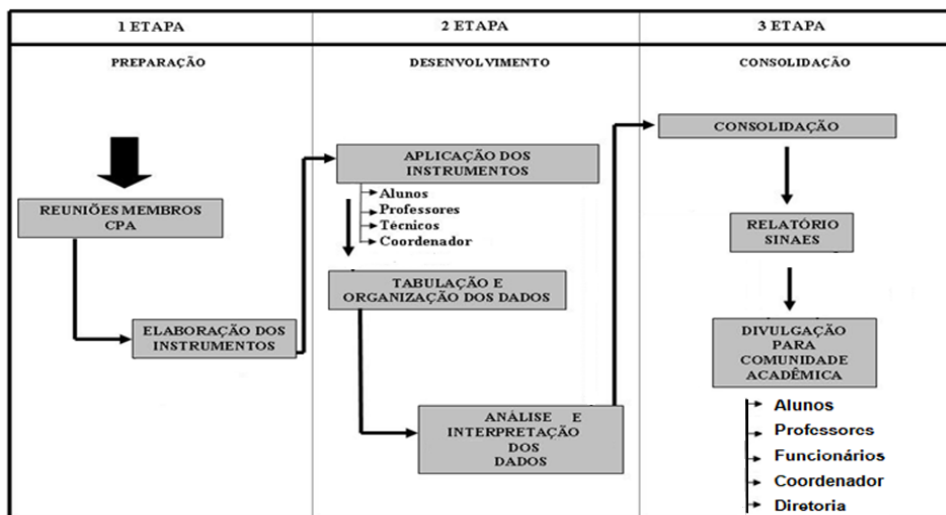 1 ETAPA
2 ETAPA
3 ETAPA
PREPARAÇÃO
DESENVOLVIMENTO
CONSOLIDAÇÃO
REUNIÕES MEMBROS
CPA
ELABORAÇÃO DOS
INSTRUMENTOS
APLICAÇÃO DOS
INSTRUMENTOS
Alunos
Professores
Técnicos
Coordenador
TABULAÇÃO E
ORGANIZAÇÃO DOS DADOS
ANÁLISE E
INTERPRETAÇÃO
DOS
DADOS
CONSOLIDAÇÃO
RELATÓRIO
SINAES
DIVULGAÇÃO
PARA
COMUNIDADE
ACADÊMICA
Alunos
Professores
Funcionários
Coordenador
Diretoria